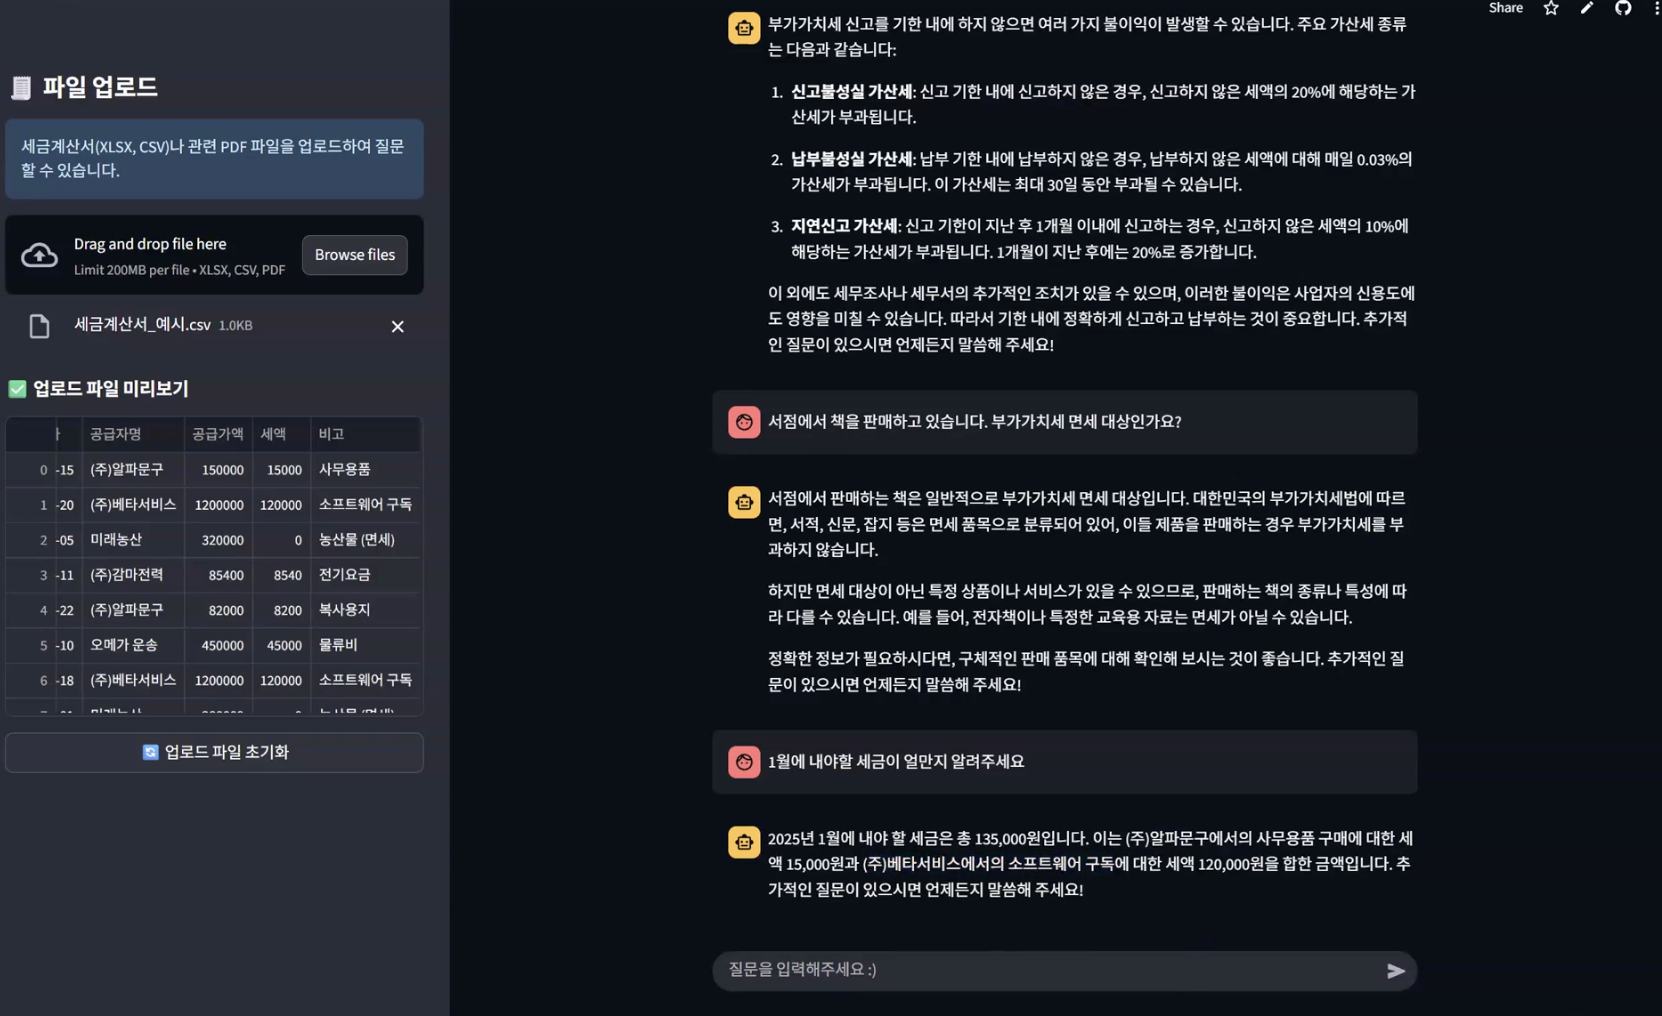 Share
파일 업로드
세금계산서(XLSX, CSV)나 관련 PDF 파일을 업로드하여 질문
할 수 있습니다.
Drag and drop file here
Limit 200MB per file • XLSX, CSV, PDF
Browse files
세금계산서_예시.csv 1.0KB
업로드 파일 미리보기
공급자명 공급가액 세액 비고
0 -15 (주)알파문구 150000 15000 사무용품
1 -20 (주)베타서비스 1200000 120000 소프트웨어 구독
2 -05 미래농산 320000 0 농산물 (면세)
3 -11 (주)감마전력 85400 8540 전기요금
4 -22 (주)알파문구 82000 8200 복사용지
5 -10 오메가 운송 450000 45000 물류비
6 -18 (주)베타서비스 1200000 120000 소프트웨어 구독
업로드 파일 초기화
부가가치세 신고를 기한 내에 하지 않으면 여러 가지 불이익이 발생할 수 있습니다. 주요 가산세 종류
는 다음과 같습니다:
1. 신고불성실 가산세: 신고 기한 내에 신고하지 않은 경우, 신고하지 않은 세액의 20%에 해당하는 가
산세가 부과됩니다.
2. 납부불성실 가산세: 납부 기한 내에 납부하지 않은 경우, 납부하지 않은 세액에 대해 매일 0.03%의
가산세가 부과됩니다. 이 가산세는 최대 30일 동안 부과될 수 있습니다.
3. 지연신고 가산세: 신고 기한이 지난 후 1개월 이내에 신고하는 경우, 신고하지 않은 세액의 10%에
해당하는 가산세가 부과됩니다. 1개월이 지난 후에는 20%로 증가합니다.
이 외에도 세무조사나 세무서의 추가적인 조치가 있을 수 있으며, 이러한 불이익은 사업자의 신용도에
도 영향을 미칠 수 있습니다. 따라서 기한 내에 정확하게 신고하고 납부하는 것이 중요합니다. 추가적
인 질문이 있으시면 언제든지 말씀해 주세요!
서점에서 책을 판매하고 있습니다. 부가가치세 면세 대상인가요?
서점에서 판매하는 책은 일반적으로 부가가치세 면세 대상입니다. 대한민국의 부가가치세법에 따르
면, 서적, 신문, 잡지 등은 면세 품목으로 분류되어 있어, 이들 제품을 판매하는 경우 부가가치세를 부
과하지 않습니다.
하지만 면세 대상이 아닌 특정 상품이나 서비스가 있을 수 있으므로, 판매하는 책의 종류나 특성에 따
라 다를 수 있습니다. 예를 들어, 전자책이나 특정한 교육용 자료는 면세가 아닐 수 있습니다.
정확한 정보가 필요하시다면, 구체적인 판매 품목에 대해 확인해 보시는 것이 좋습니다. 추가적인 질
문이 있으시면 언제든지 말씀해 주세요!
1월에 내야할 세금이 얼만지 알려주세요
2025년 1월에 내야 할 세금은 총 135,000원입니다. 이는 (주)알파문구에서의 사무용품 구매에 대한 세
액 15,000원과 (주)베타서비스에서의 소프트웨어 구독에 대한 세액 120,000원을 합한 금액입니다. 추
가적인 질문이 있으시면 언제든지 말씀해 주세요!
질문을 입력해주세요 :)